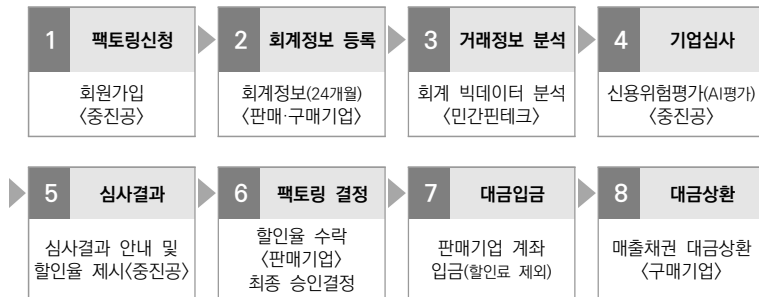 1 팩토링신청
회원가입
〈중진공〉
2 회계정보 등록
회계정보(24개월)
〈판매·구매기업〉
3 거래정보 분석
회계 빅데이터 분석
〈민간핀테크〉
4 기업심사
신용위험평가(AI평가)
〈중진공〉
5 심사결과
심사결과 안내 및
할인율 제시〈중진공〉
6 팩토링 결정
할인율 수락
〈판매기업〉
최종 승인결정
7 대금입금
판매기업 계좌
입금(할인료 제외)
8 대금상환
매출채권 대금상환
〈구매기업〉